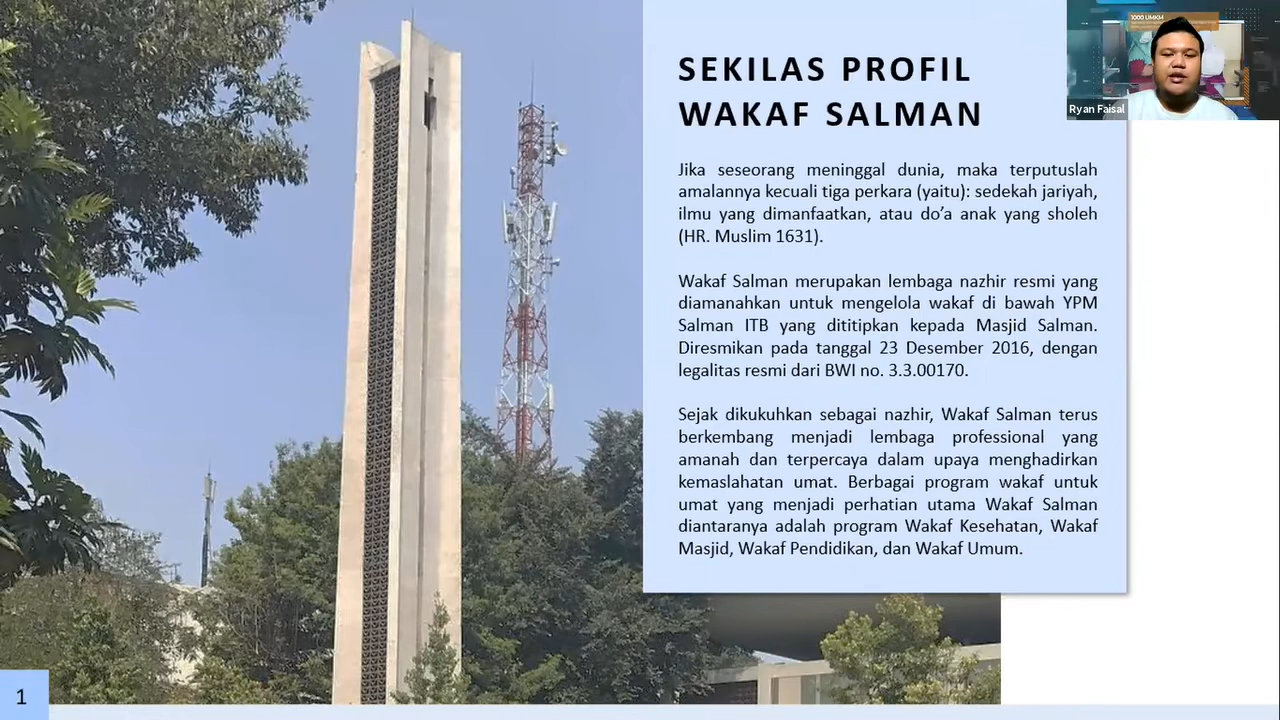 SEKILAS PROFIL
WAKAF SALMAN
Jika seseorang meninggal dunia, maka terputuslah
amalannya kecuali tiga perkara (yaitu): sedekah jariyah,
ilmu yang dimanfaatkan, atau do’a anak yang sholeh
(HR. Muslim 1631).
Wakaf Salman merupakan lembaga nazhir resmi yang
diamanahkan untuk mengelola wakaf di bawah YPM
Salman ITB yang dititipkan kepada Masjid Salman.
Diresmikan pada tanggal 23 Desember 2016, dengan
legalitas resmi dari BWI no. 3.3.00170.
Sejak dikukuhkan sebagai nazhir, Wakaf Salman terus
berkembang menjadi lembaga professional yang
amanah dan terpercaya dalam upaya menghadirkan
kemaslahatan umat. Berbagai program wakaf untuk
umat yang menjadi perhatian utama Wakaf Salman
diantaranya adalah program Wakaf Kesehatan, Wakaf
Masjid, Wakaf Pendidikan, dan Wakaf Umum.
1000 UMKM
Ryan Faisal
1